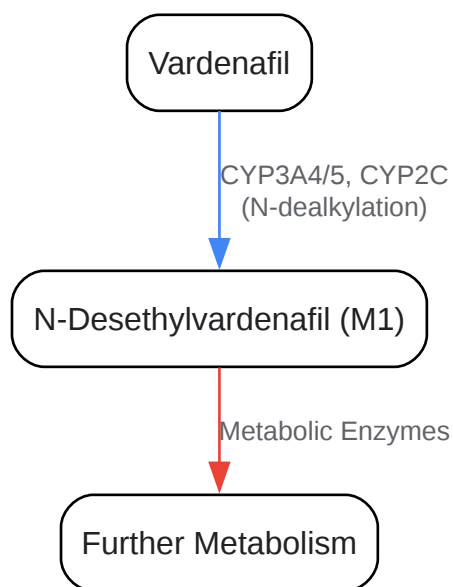 Vardenafil
CYP3A4/5, CYP2C
(N-dealkylation)
N-Desethylvardenafil (M1)
Metabolic Enzymes
Further Metabolism